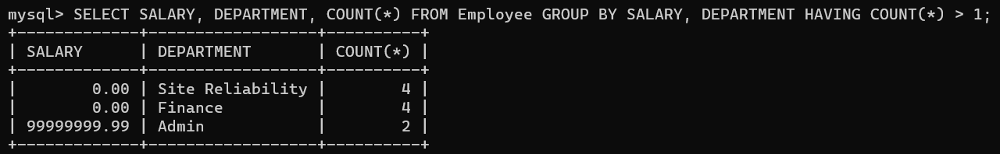 mysql> SELECT SALARY, DEPARTMENT, COUNT(*) FROM Employee GROUP BY SALARY, DEPARTMENT HAVING COUNT(*) > 1;
+-------------+------------------+----------+
| SALARY      | DEPARTMENT       | COUNT(*) |
+-------------+------------------+----------+
|        0.00 | Site Reliability |        4 |
|        0.00 | Finance          |        4 |
| 99999999.99 | Admin            |        2 |
+-------------+------------------+----------+